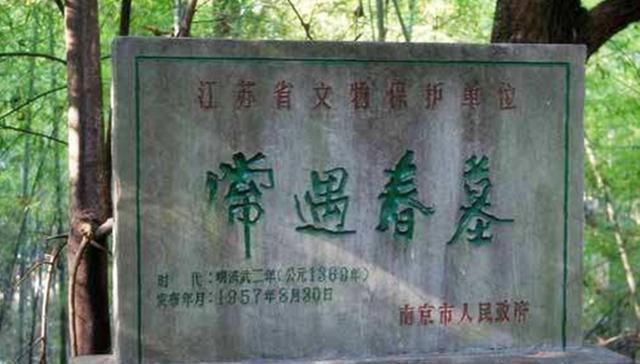 江苏省文物保护单位
常遇春墓
时 代：明洪武二年（公元1369年）
发布年月：1957年8月30日
南京市人民政府